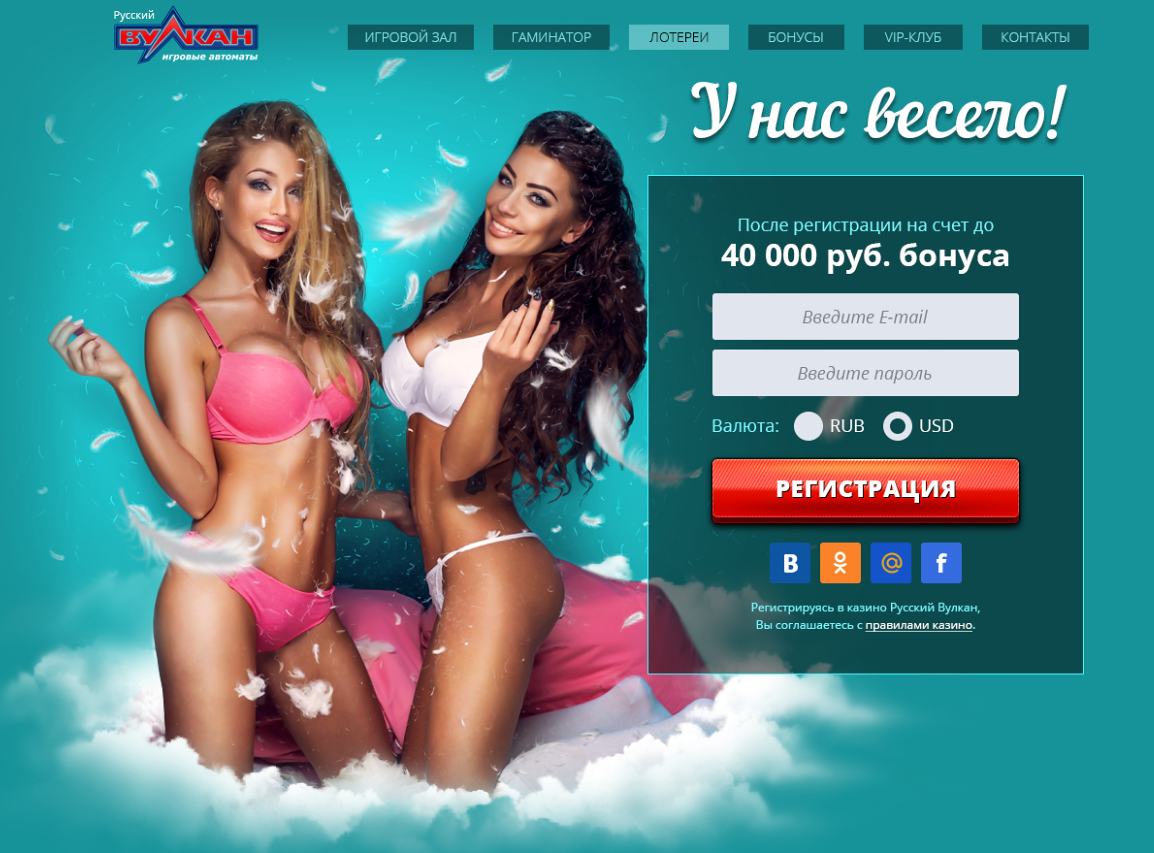 Русский
ВУЛКАН
игровые автоматы
ИГРОВОЙ ЗАЛ
ГАМИНАТОР
ЛОТЕРЕИ
БОНУСЫ
VIP-КЛУБ
КОНТАКТЫ
У нас весело!
После регистрации на счет до
40 000 руб. бонуса
Введите E-mail
Введите пароль
Валюта: RUB USD
РЕГИСТРАЦИЯ
В @ f
Регистрируясь в казино Русский Вулкан,
Вы соглашаетесь с правилами казино.